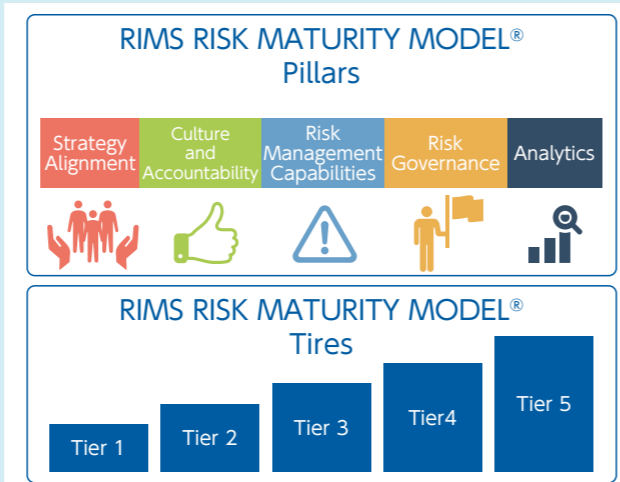 RIMS RISK MATURITY MODEL®
Pillars
Strategy
Alignment
Culture
and
Accountability
Risk
Management
Capabilities
Risk
Governance
Analytics
RIMS RISK MATURITY MODEL®
Tires
Tier 1
Tier 2
Tier 3
Tier4
Tier 5